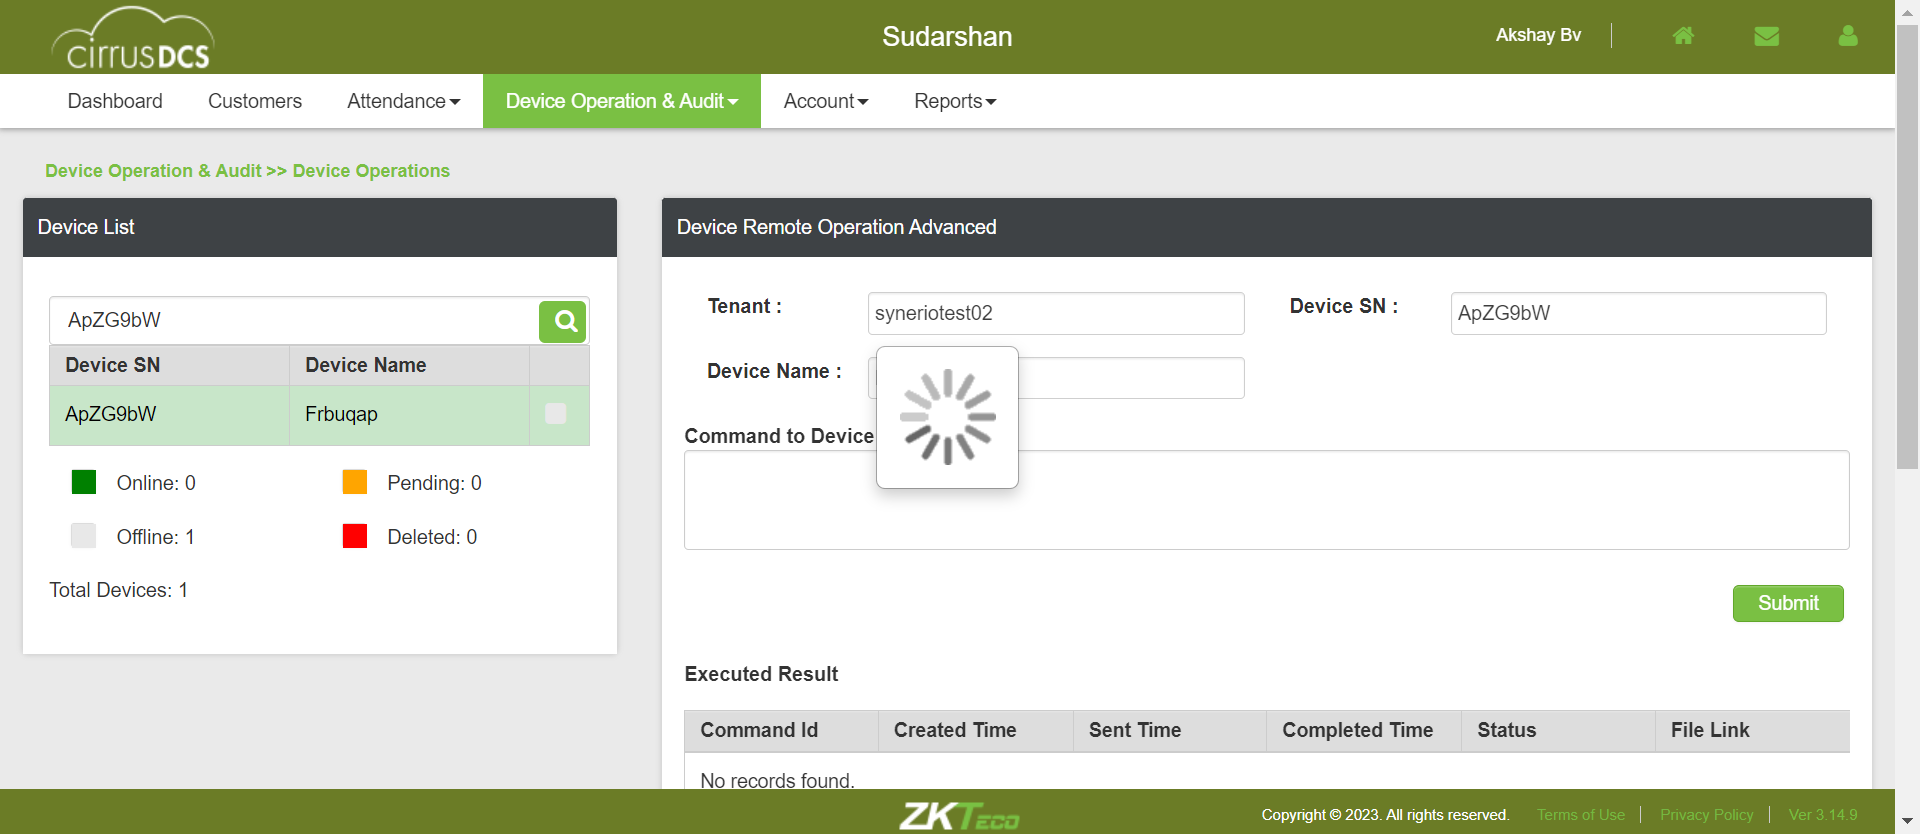 cirrusDCS
Sudarshan
Akshay Bv
Dashboard
Customers
Attendance
Device Operation & Audit
Account
Reports
Device Operation & Audit >> Device Operations
Device List
ApZG9bW
Device SN
Device Name
ApZG9bW
Frbuqap
Online: 0
Pending: 0
Offline: 1
Deleted: 0
Total Devices: 1
Device Remote Operation Advanced
Tenant :
syneriotest02
Device SN :
ApZG9bW
Device Name :
Command to Device
Submit
Executed Result
Command Id
Created Time
Sent Time
Completed Time
Status
File Link
No records found.
ZKTECO
Copyright © 2023. All rights reserved.
Terms of Use
Privacy Policy
Ver 3.14.9